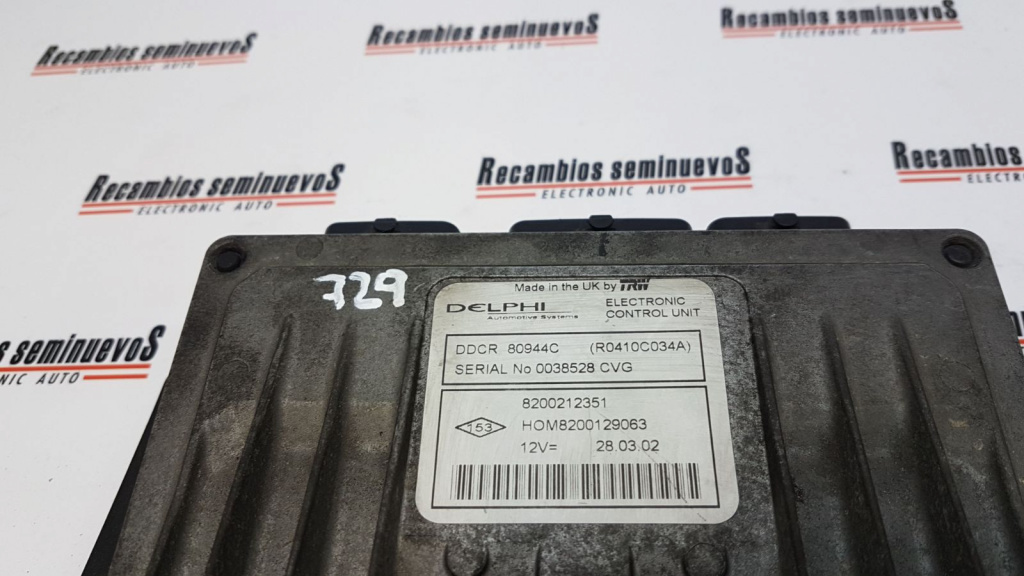 Recambios seminuevoS
ELECTRONIC AUTO
Recambios seminuevoS
ELECTRONIC AUTO
Recambios seminuevoS
ELECTRONIC AUTO
Recambios seminuevoS
ELECTRONIC AUTO
Recambios seminuevoS
ELECTRONIC AUTO
Recambios semin
ELECTRO
seminuevoS
ELECTRONIC AUTO
729
Made in the UK by TRW
DELPHI
Automotive Systems
ELECTRONIC
CONTROL UNIT
DDCR 80944C (R0410C034A)
SERIAL No 0038528 CVG
8200212351
153
HOM8200129063
12V= 28.03.02